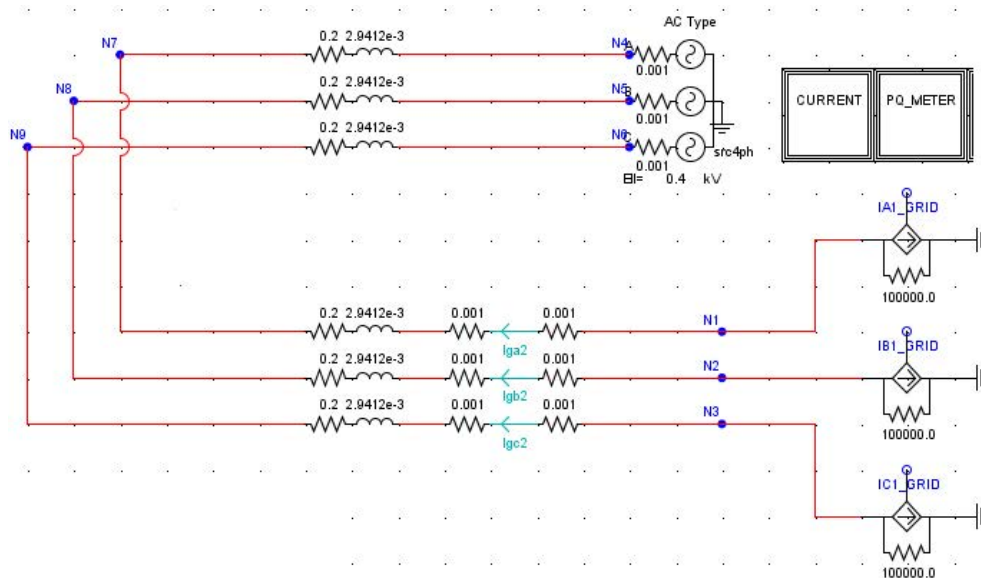 AC Type
N7
0.2 2.9412e-3
N4
A
0.001
N8
0.2 2.9412e-3
N5
B
0.001
N9
0.2 2.9412e-3
N6
C
0.001
src4ph
0.4 kV
CURRENT
PQ_METER
IA1_GRID
100000.0
0.2 2.9412e-3
0.001
0.001
N1
Iga2
IB1_GRID
0.2 2.9412e-3
0.001
0.001
N2
Igb2
100000.0
0.2 2.9412e-3
0.001
0.001
N3
Igc2
IC1_GRID
100000.0